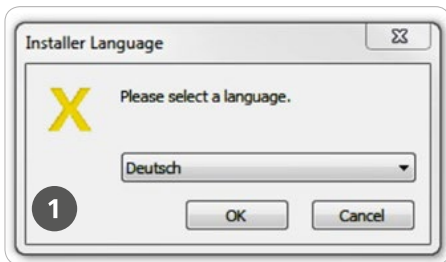 Installer Language
X
Please select a language.
Deutsch
1
OK Cancel